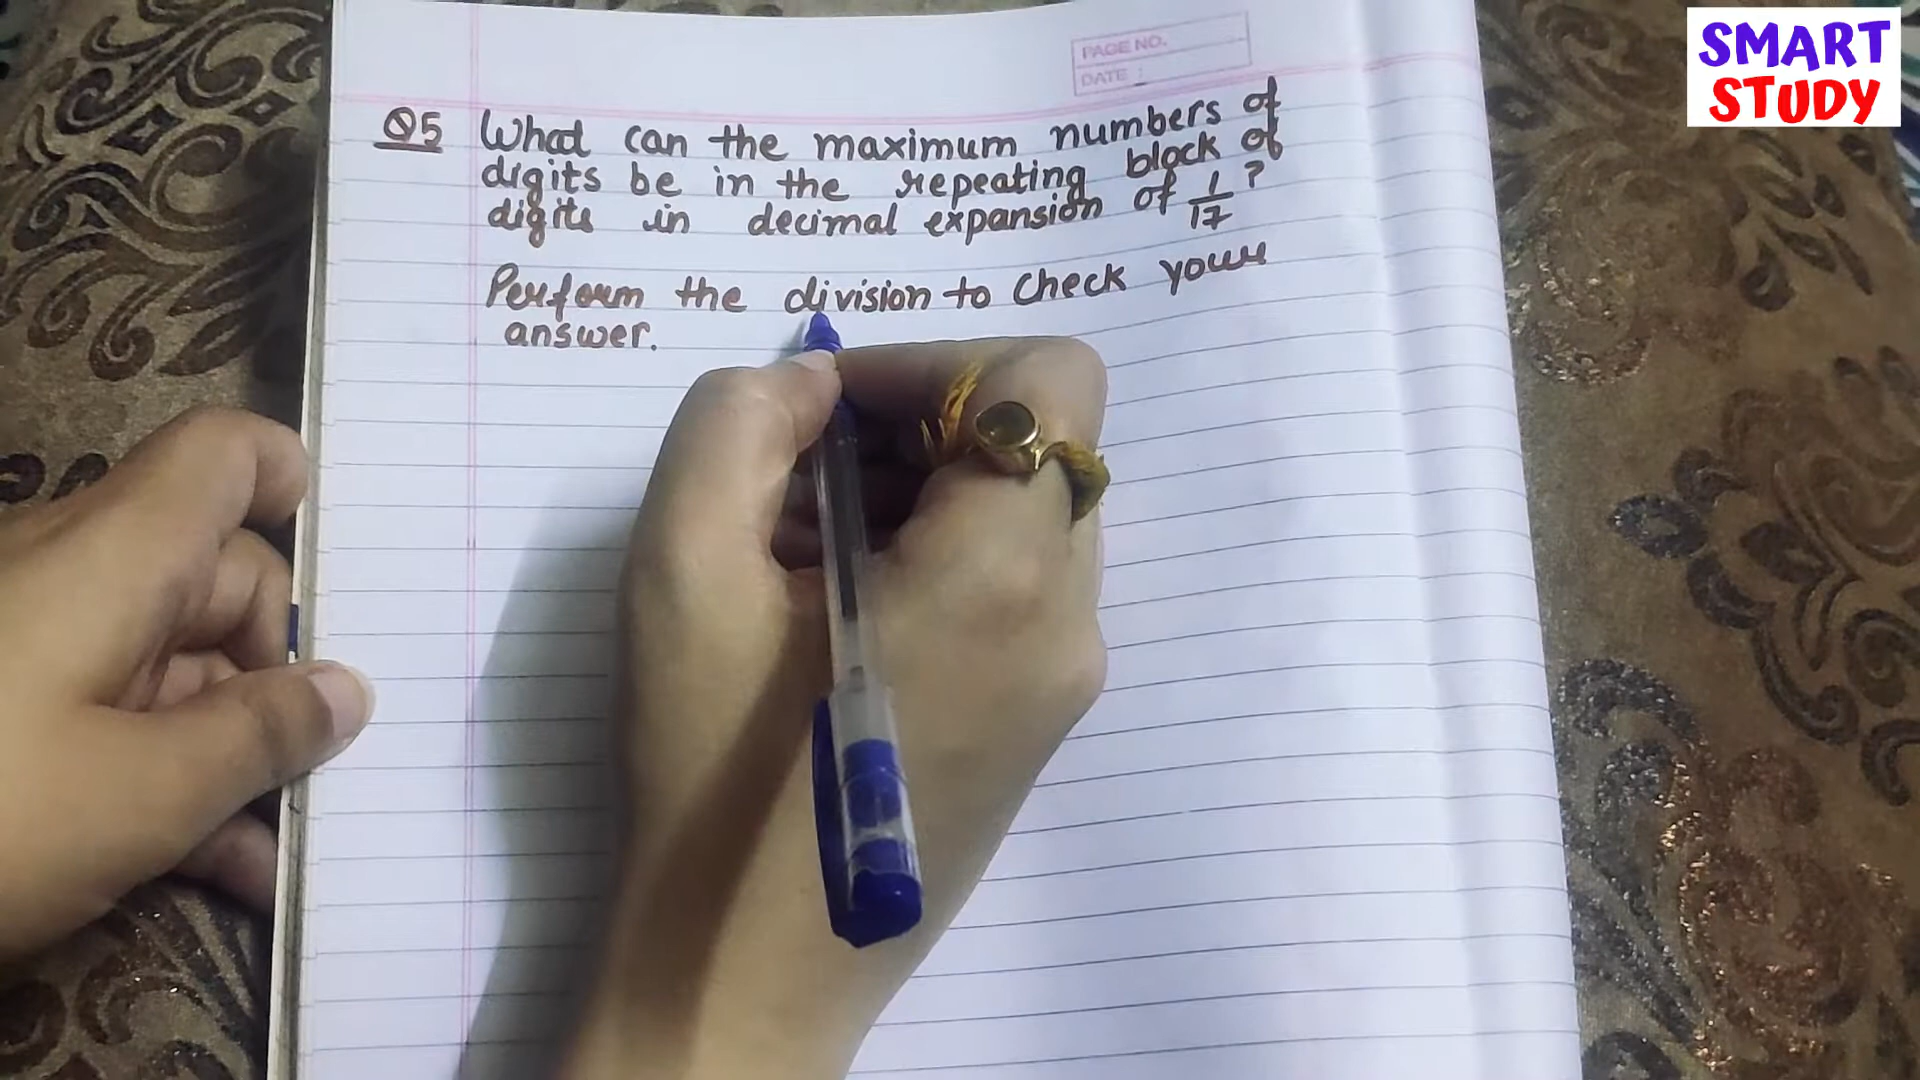 SMART
STUDY
PAGE NO.
DATE :
Q5 What can the maximum numbers of
digits be in the repeating block of
digits in decimal expansion of 1/17?
Perform the division to check your
answer.